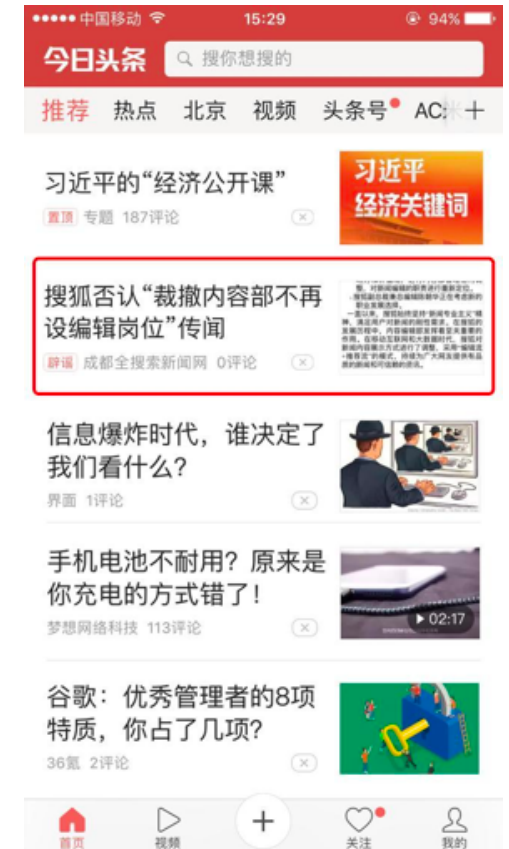 中国移动 15:29 94%
今日头条 搜你想搜的
推荐 热点 北京 视频 头条号 AC
习近平的“经济公开课”
置顶 专题 187评论
习近平
经济关键词
搜狐否认“裁撤内容部不再
设编辑岗位”传闻
辟谣 成都全搜索新闻网 0评论
信息爆炸时代，谁决定了
我们看什么？
界面 1评论
手机电池不耐用？原来是
你充电的方式错了！
梦想网络科技 113评论
02:17
谷歌：优秀管理者的8项
特质，你占了几项？
36氪 2评论
首页 视频 关注 我的